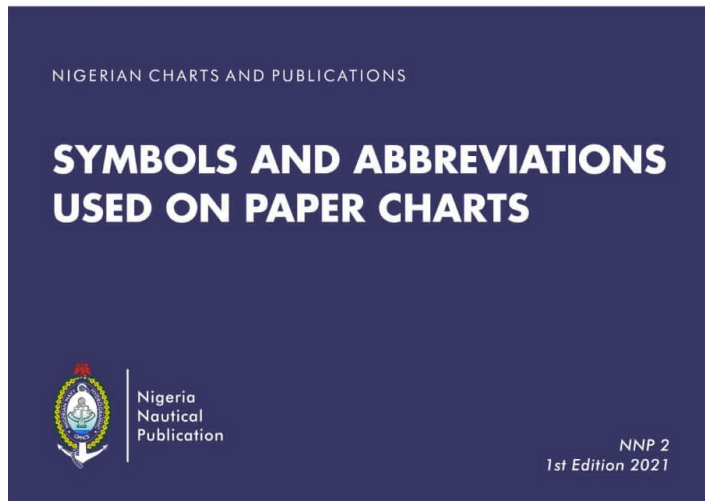 NIGERIAN CHARTS AND PUBLICATIONS
SYMBOLS AND ABBREVIATIONS
USED ON PAPER CHARTS
Nigeria
Nautical
Publication
NNP 2
1st Edition 2021